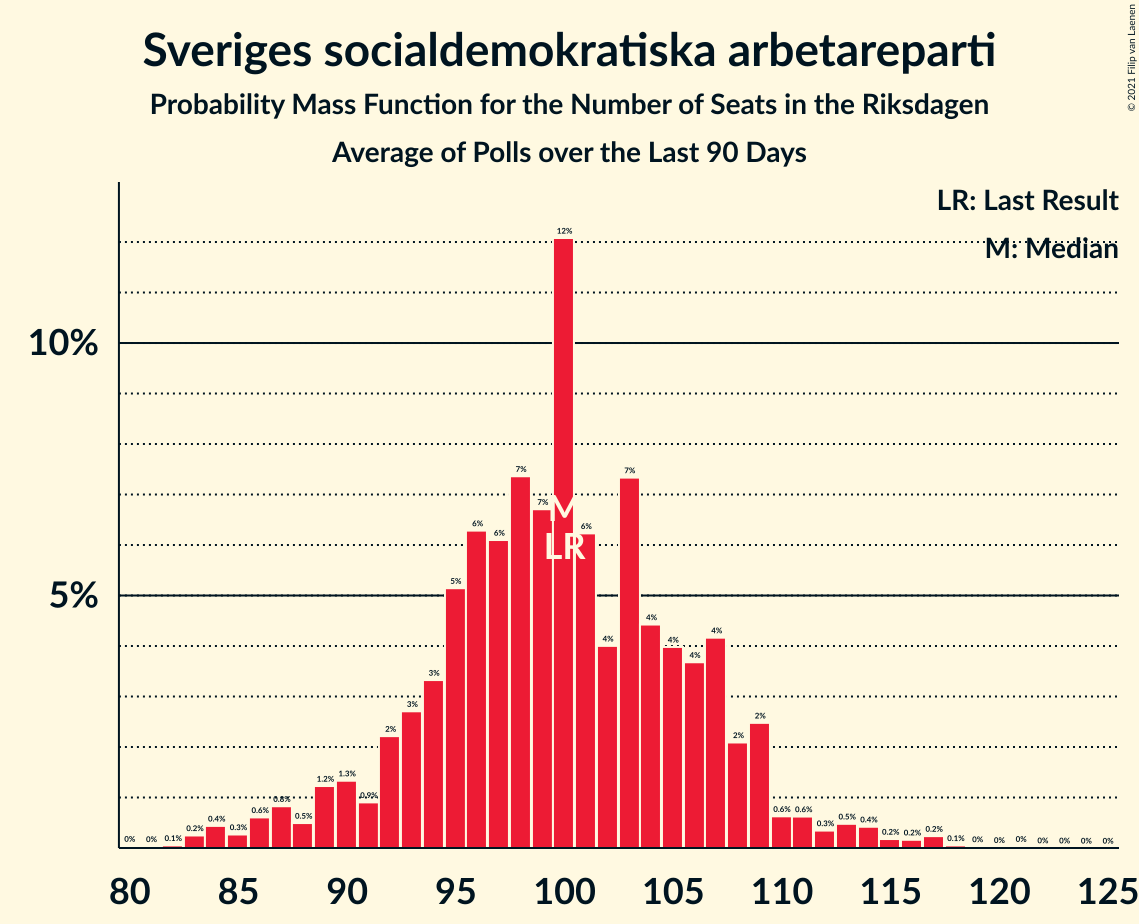 Sveriges socialdemokratiska arbetareparti
Probability Mass Function for the Number of Seats in the Riksdagen
Average of Polls over the Last 90 Days
© 2021 Filip van Laenen
LR: Last Result
M: Median
10%
5%
0% 0% 0.1% 0.2% 0.4% 0.3% 0.6% 0.8% 0.5% 1.2% 1.3% 0.9% 2% 3% 3% 5% 6% 6% 7% 7% 12% 6% 4% 7% 4% 4% 4% 4% 2% 2% 0.6% 0.6% 0.3% 0.5% 0.4% 0.2% 0.2% 0.2% 0.1% 0% 0% 0% 0% 0% 0% 0%
M
LR
80 85 90 95 100 105 110 115 120 125